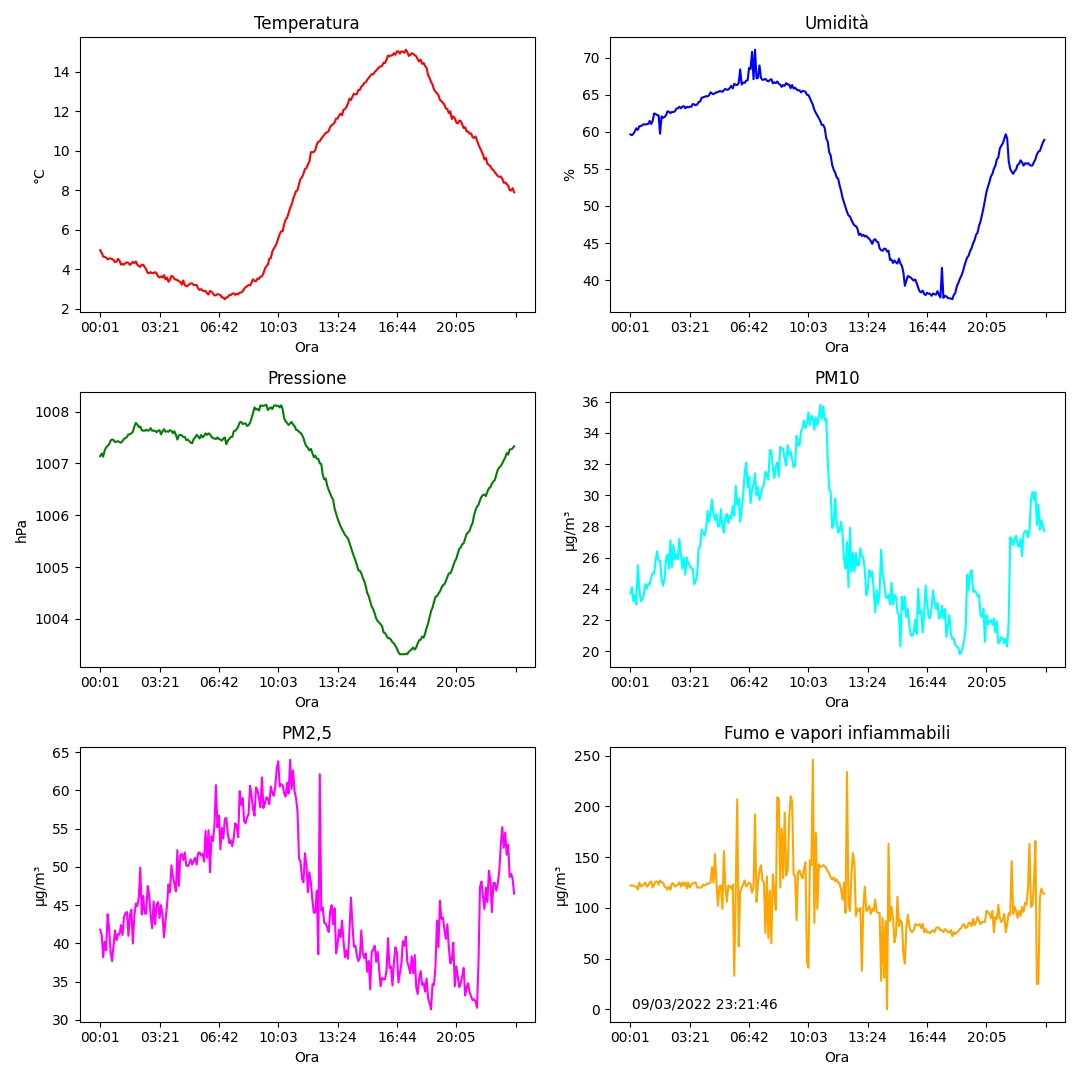 Temperatura
14
12
10
8
6
4
2
°C
00:01 03:21 06:42 10:03 13:24 16:44 20:05
Ora
Umidità
70
65
60
55
50
45
40
%
00:01 03:21 06:42 10:03 13:24 16:44 20:05
Ora
Pressione
1008
1007
1006
1005
1004
hPa
00:01 03:21 06:42 10:03 13:24 16:44 20:05
Ora
PM10
36
34
32
30
28
26
24
22
20
µg/m³
00:01 03:21 06:42 10:03 13:24 16:44 20:05
Ora
PM2,5
65
60
55
50
45
40
35
30
µg/m³
00:01 03:21 06:42 10:03 13:24 16:44 20:05
Ora
Fumo e vapori infiammabili
250
200
150
100
50
0
µg/m³
09/03/2022 23:21:46
00:01 03:21 06:42 10:03 13:24 16:44 20:05
Ora